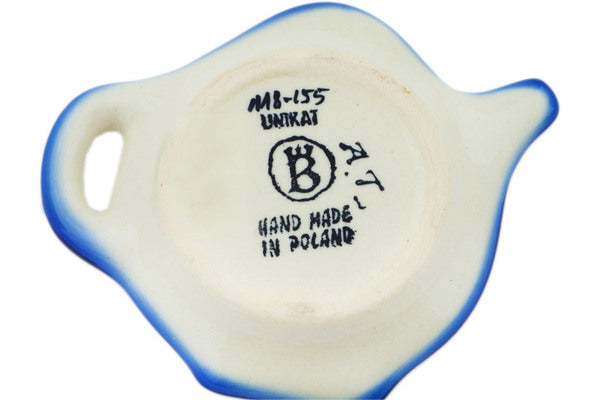 M8-155
UNIKAT
B
A.T.
HAND MADE
IN POLAND